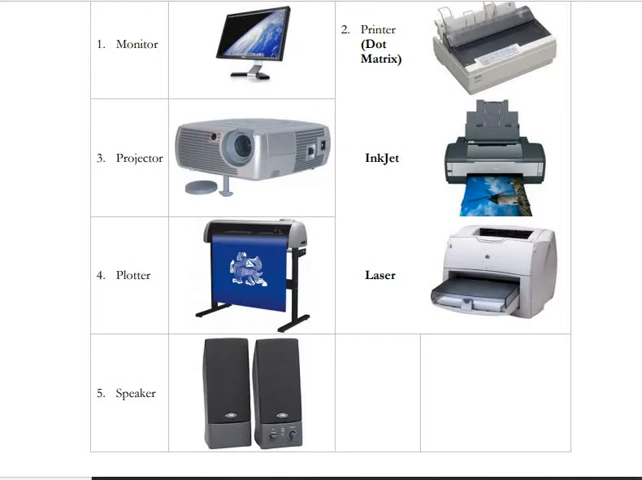 1. Monitor
2. Printer
(Dot
Matrix)
3. Projector
InkJet
4. Plotter
Laser
5. Speaker